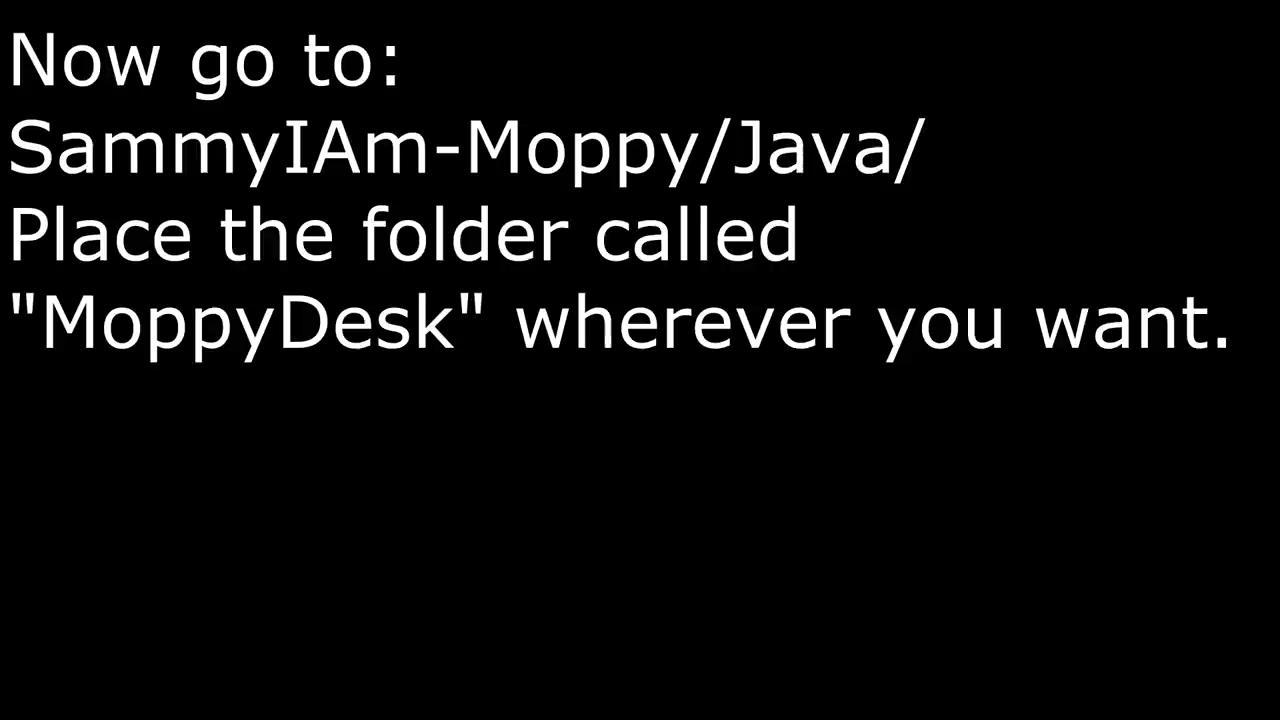 Now go to:
SammyIAm-Moppy/Java/
Place the folder called
"MoppyDesk" wherever you want.